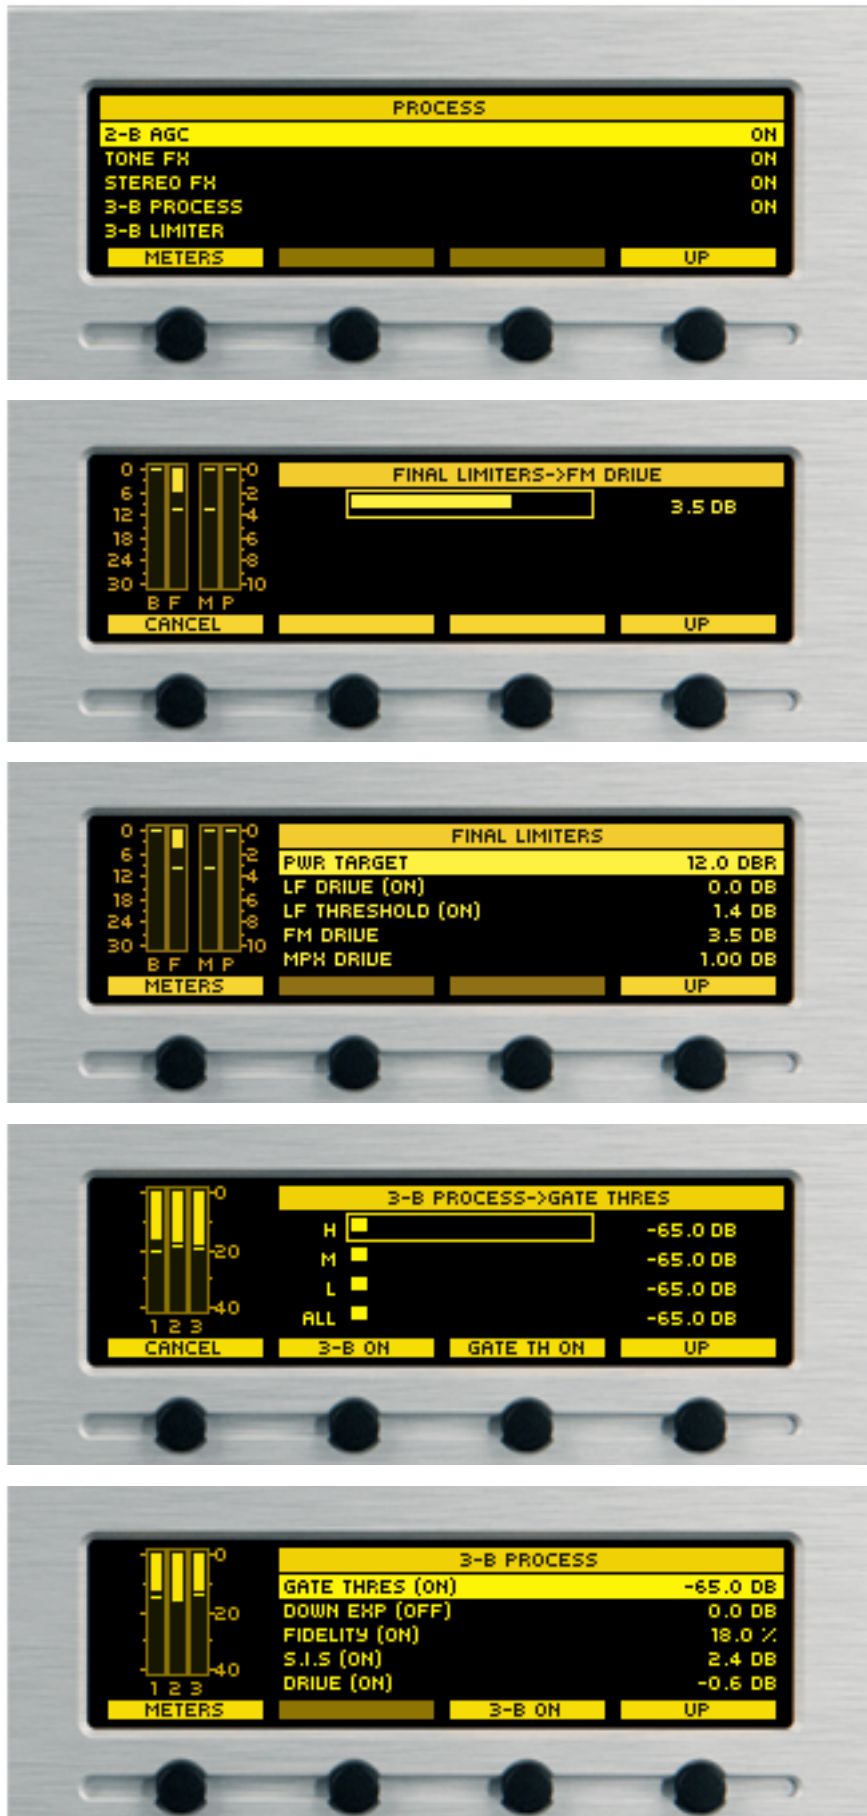 PROCESS
2-B AGC ON
TONE FX ON
STEREO FX ON
3-B PROCESS ON
3-B LIMITER
METERS UP
FINAL LIMITERS->FM DRIVE
0 0
6 2 3.5 DB
12 4
18 6
24 8
30 10
B F M P
CANCEL UP
FINAL LIMITERS
0 0
6 2 PWR TARGET 12.0 DBR
12 4 LF DRIVE (ON) 0.0 DB
18 6 LF THRESHOLD (ON) 1.4 DB
24 8 FM DRIVE 3.5 DB
30 10 MPX DRIVE 1.00 DB
B F M P
METERS UP
0 3-B PROCESS->GATE THRES
H -65.0 DB
20 M -65.0 DB
L -65.0 DB
40 ALL -65.0 DB
1 2 3
CANCEL 3-B ON GATE TH ON UP
0 3-B PROCESS
GATE THRES (ON) -65.0 DB
20 DOWN EXP (OFF) 0.0 DB
FIDELITY (ON) 18.0 %
40 S.I.S (ON) 2.4 DB
1 2 3 DRIVE (ON) -0.6 DB
METERS 3-B ON UP